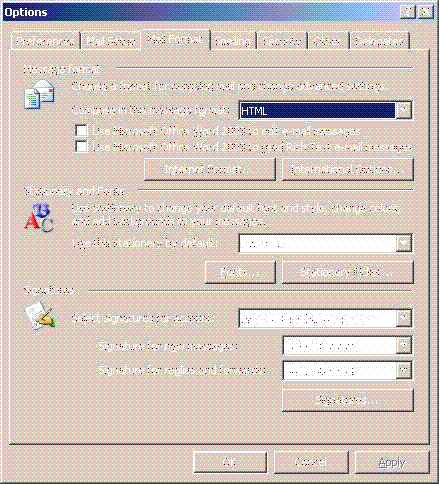 Options
Preferences Mail Setup Mail Format Spelling Security Other Delegates
Message format
Choose a format for outgoing mail and change advanced settings.
Compose in this message format: HTML
Use Microsoft Office Word 2003 to edit e-mail messages
Use Microsoft Office Word 2003 to read Rich Text e-mail messages
Internet Format... International Options...
Stationery and Fonts
Use stationery to change your default font and style, change colors,
and add backgrounds to your messages.
Use this stationery by default:
Fonts... Stationery Picker...
Signatures
Select signatures for account:
Signature for new messages:
Signature for replies and forwards:
Signatures...
OK Cancel Apply